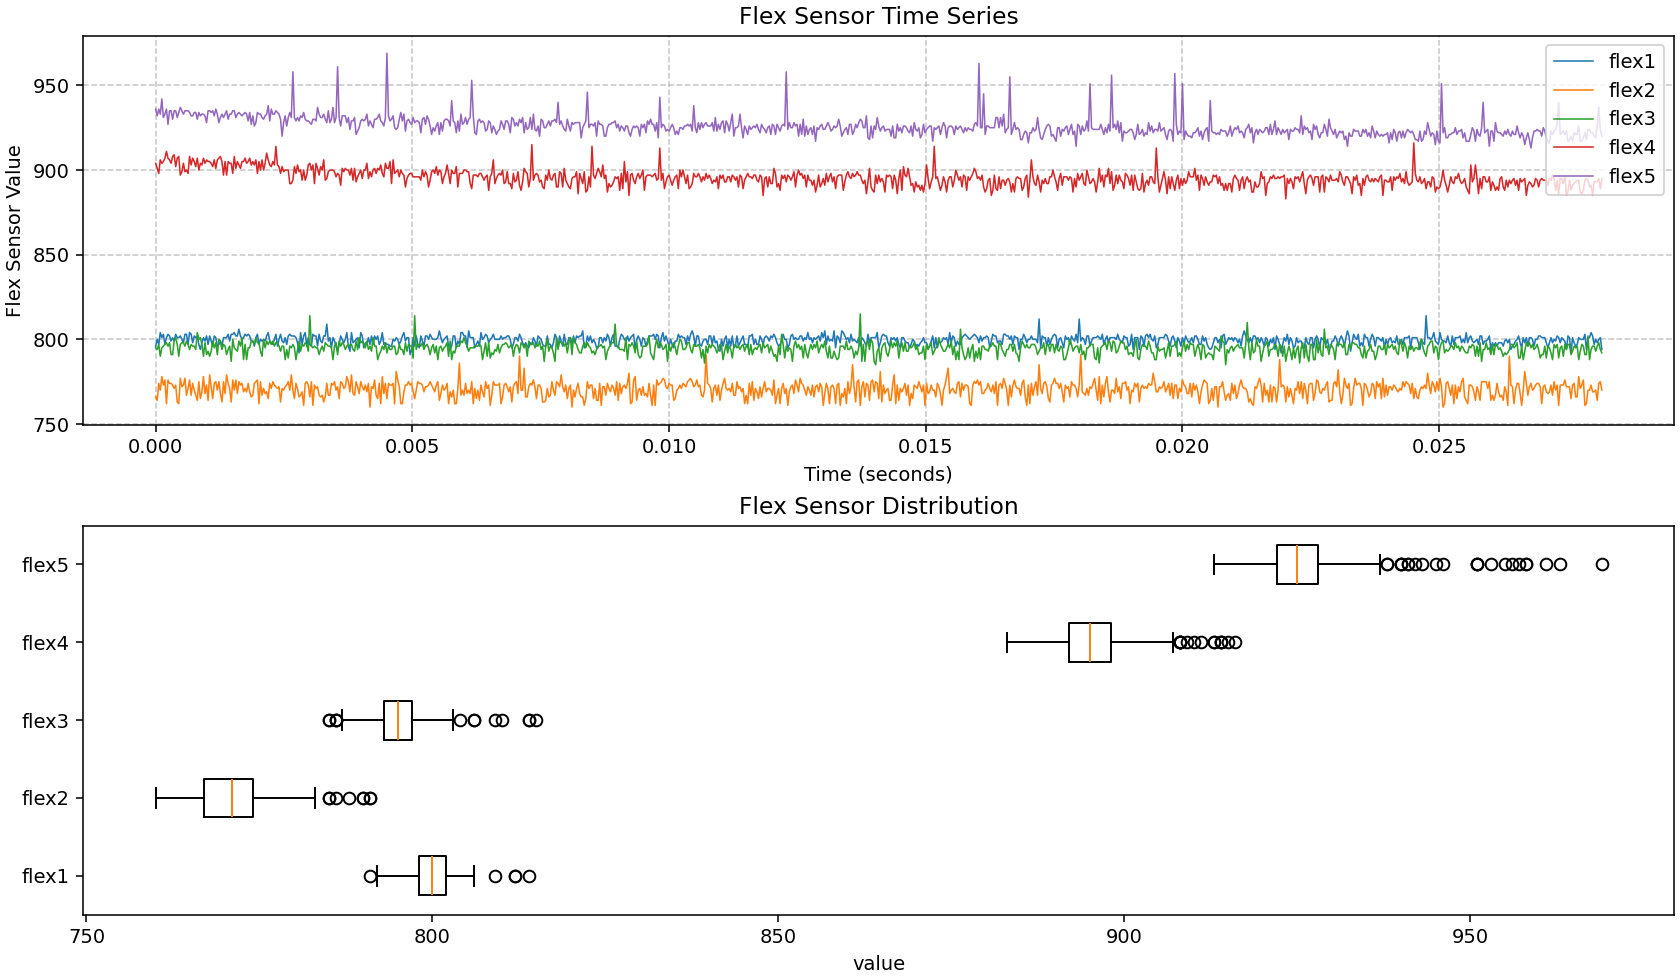 Flex Sensor Time Series
Flex Sensor Value
950
900
850
800
750
flex1
flex2
flex3
flex4
flex5
0.000 0.005 0.010 0.015 0.020 0.025
Time (seconds)
Flex Sensor Distribution
flex5
flex4
flex3
flex2
flex1
750 800 850 900 950
value